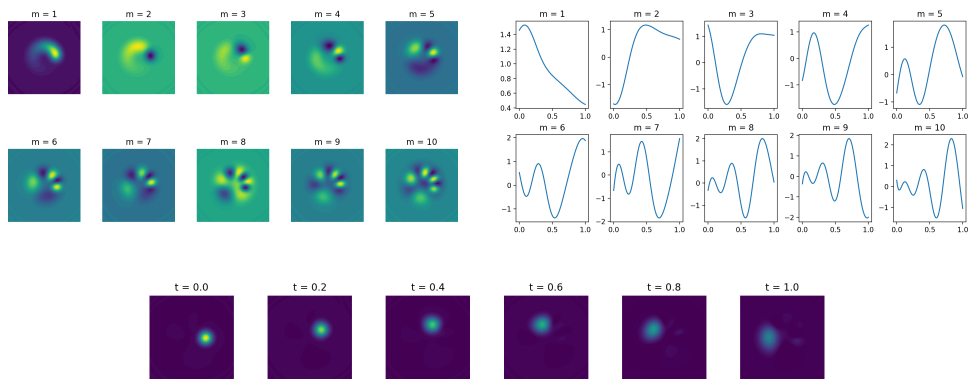 m = 1 m = 2 m = 3 m = 4 m = 5
m = 6 m = 7 m = 8 m = 9 m = 10
m = 1 m = 2 m = 3 m = 4 m = 5
1.4 1.2 1.0 0.8 0.6 0.4
1 0 −1
1 0 −1
1 0 −1
1 0 −1
0.0 0.5 1.0 0.0 0.5 1.0 0.0 0.5 1.0 0.0 0.5 1.0 0.0 0.5 1.0
m = 6 m = 7 m = 8 m = 9 m = 10
2 1 0 −1
2 1 0 −1 −2
2 1 0 −1
2 1 0 −1 −2
2 1 0 −1
0.0 0.5 1.0 0.0 0.5 1.0 0.0 0.5 1.0 0.0 0.5 1.0 0.0 0.5 1.0
t = 0.0 t = 0.2 t = 0.4 t = 0.6 t = 0.8 t = 1.0